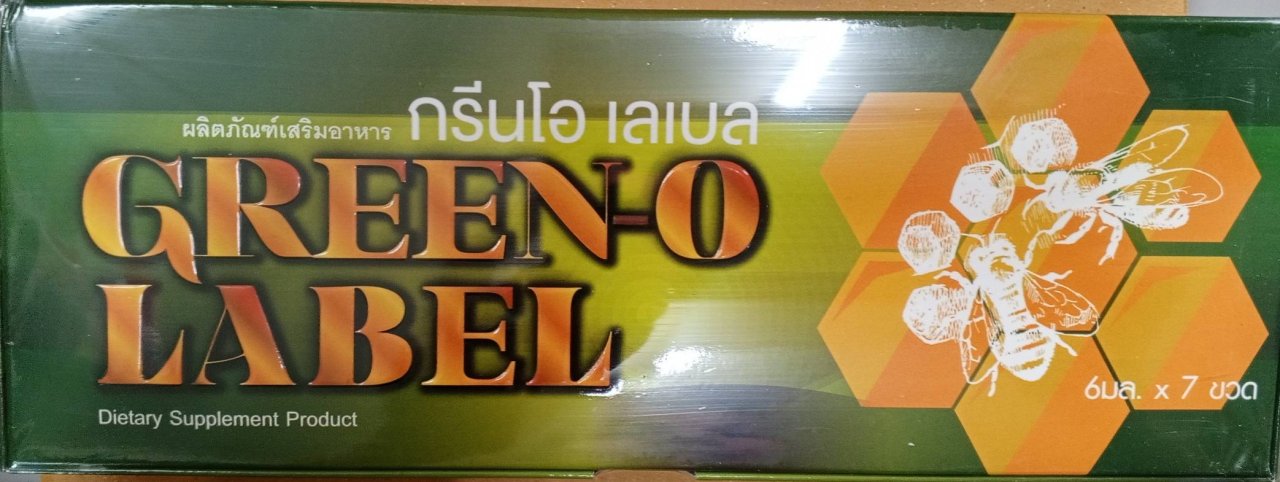 ผลิตภัณฑ์เสริมอาหาร กรีนโอ เลเบล
GREEN-O
LABEL
Dietary Supplement Product
6มล. x 7 ขวด